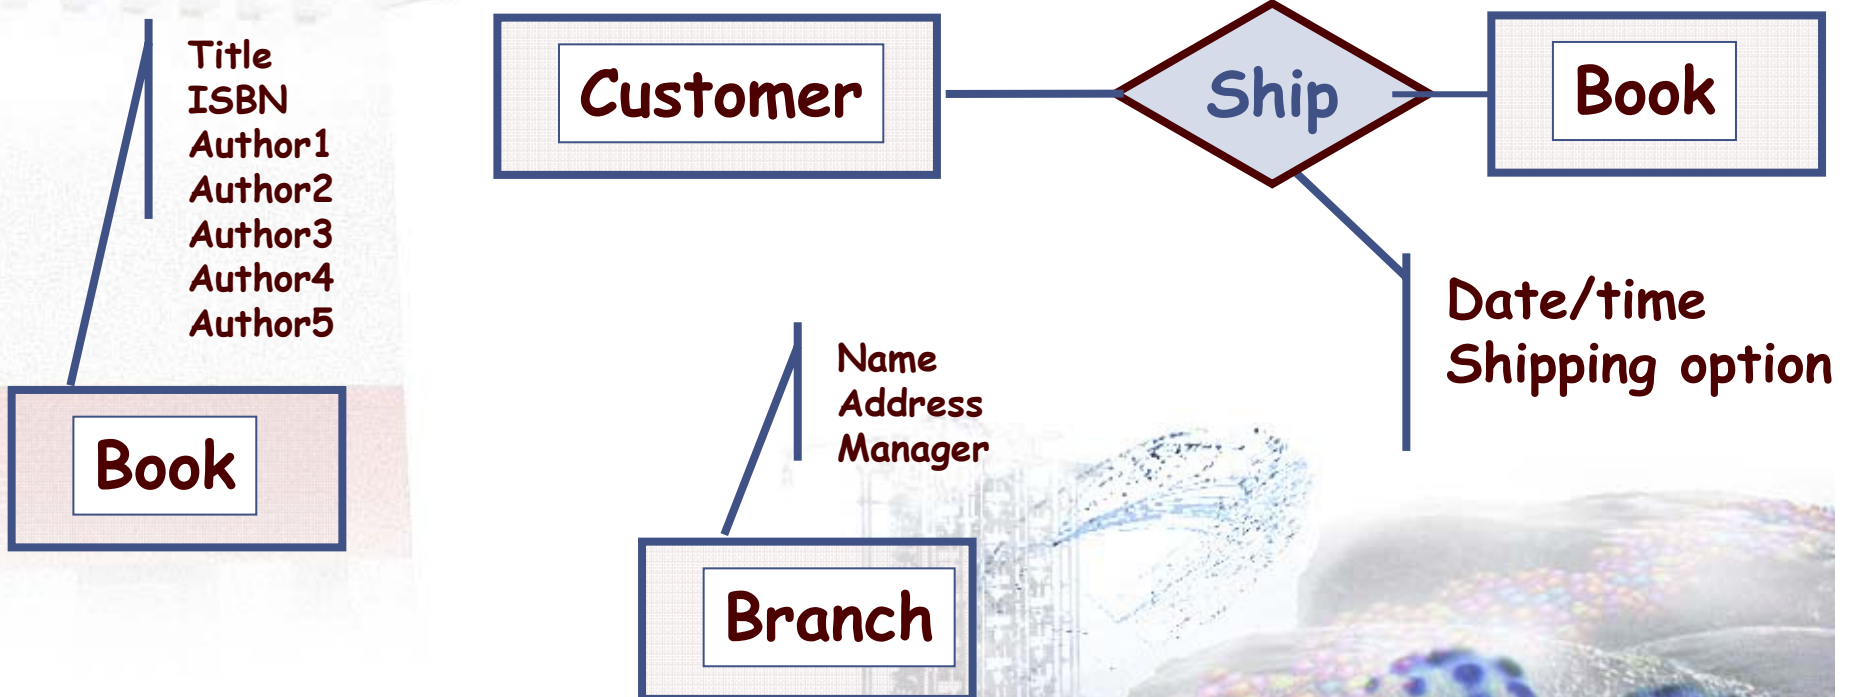 Title
ISBN
Author1
Author2
Author3
Author4
Author5
Book
Customer
Ship
Book
Date/time
Shipping option
Name
Address
Manager
Branch